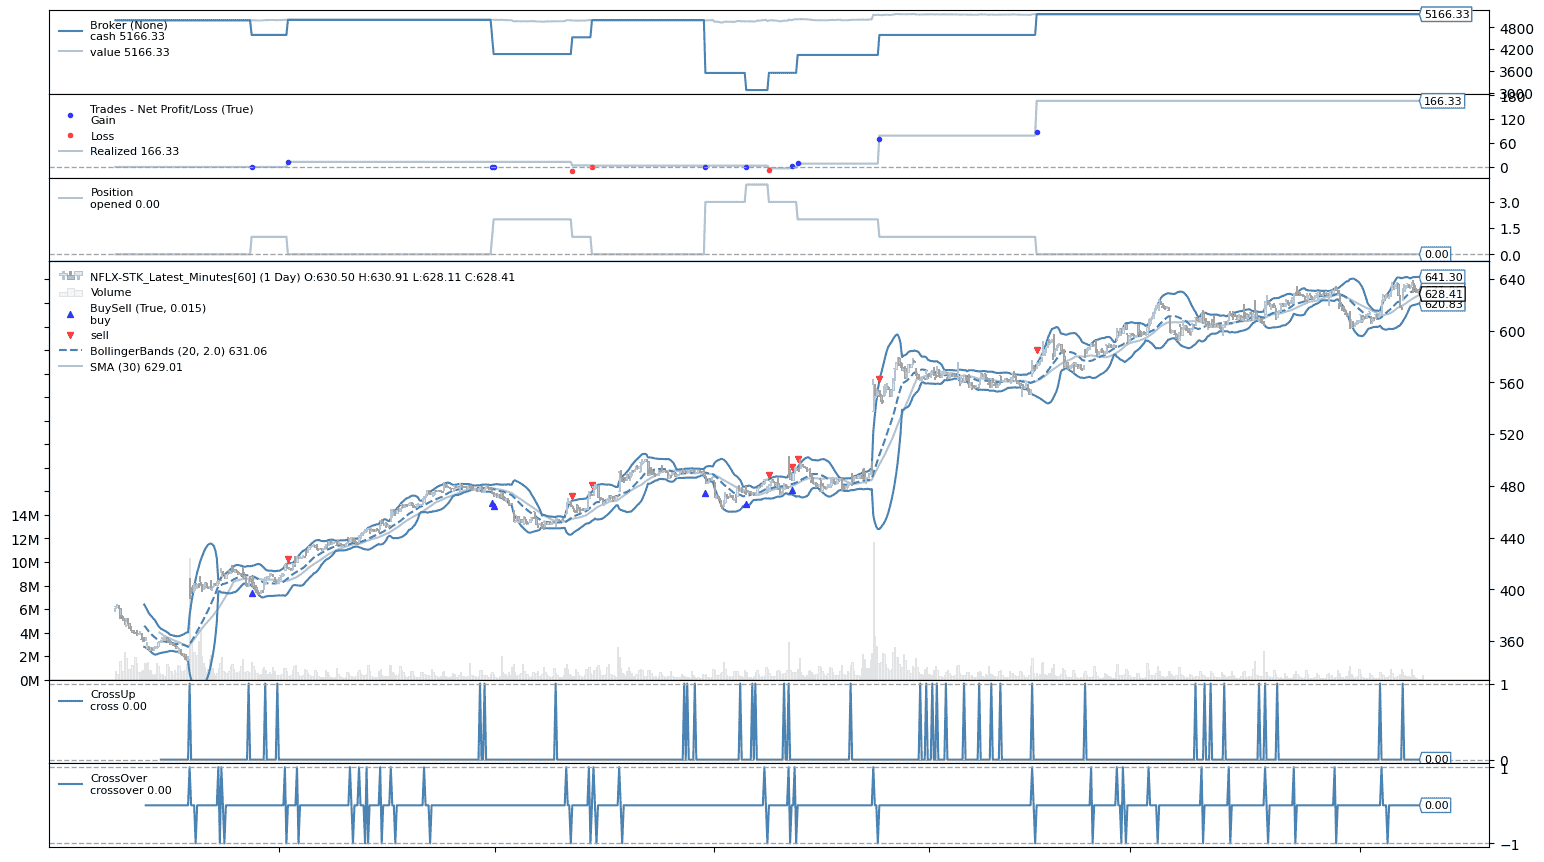 Broker (None)
cash 5166.33
value 5166.33
5166.33
4800
4200
3600
3000
Trades - Net Profit/Loss (True)
Gain
Loss
Realized 166.33
180
166.33
120
60
0
Position
opened 0.00
3.0
1.5
0.0
0.00
NFLX-STK_Latest_Minutes[60] (1 Day) O:630.50 H:630.91 L:628.11 C:628.41
Volume
BuySell (True, 0.015)
buy
sell
BollingerBands (20, 2.0) 631.06
SMA (30) 629.01
641.30
628.41
620.83
640
600
560
520
480
440
400
360
14M
12M
10M
8M
6M
4M
2M
0M
CrossUp
cross 0.00
1
0
0.00
CrossOver
crossover 0.00
1
0.00
−1